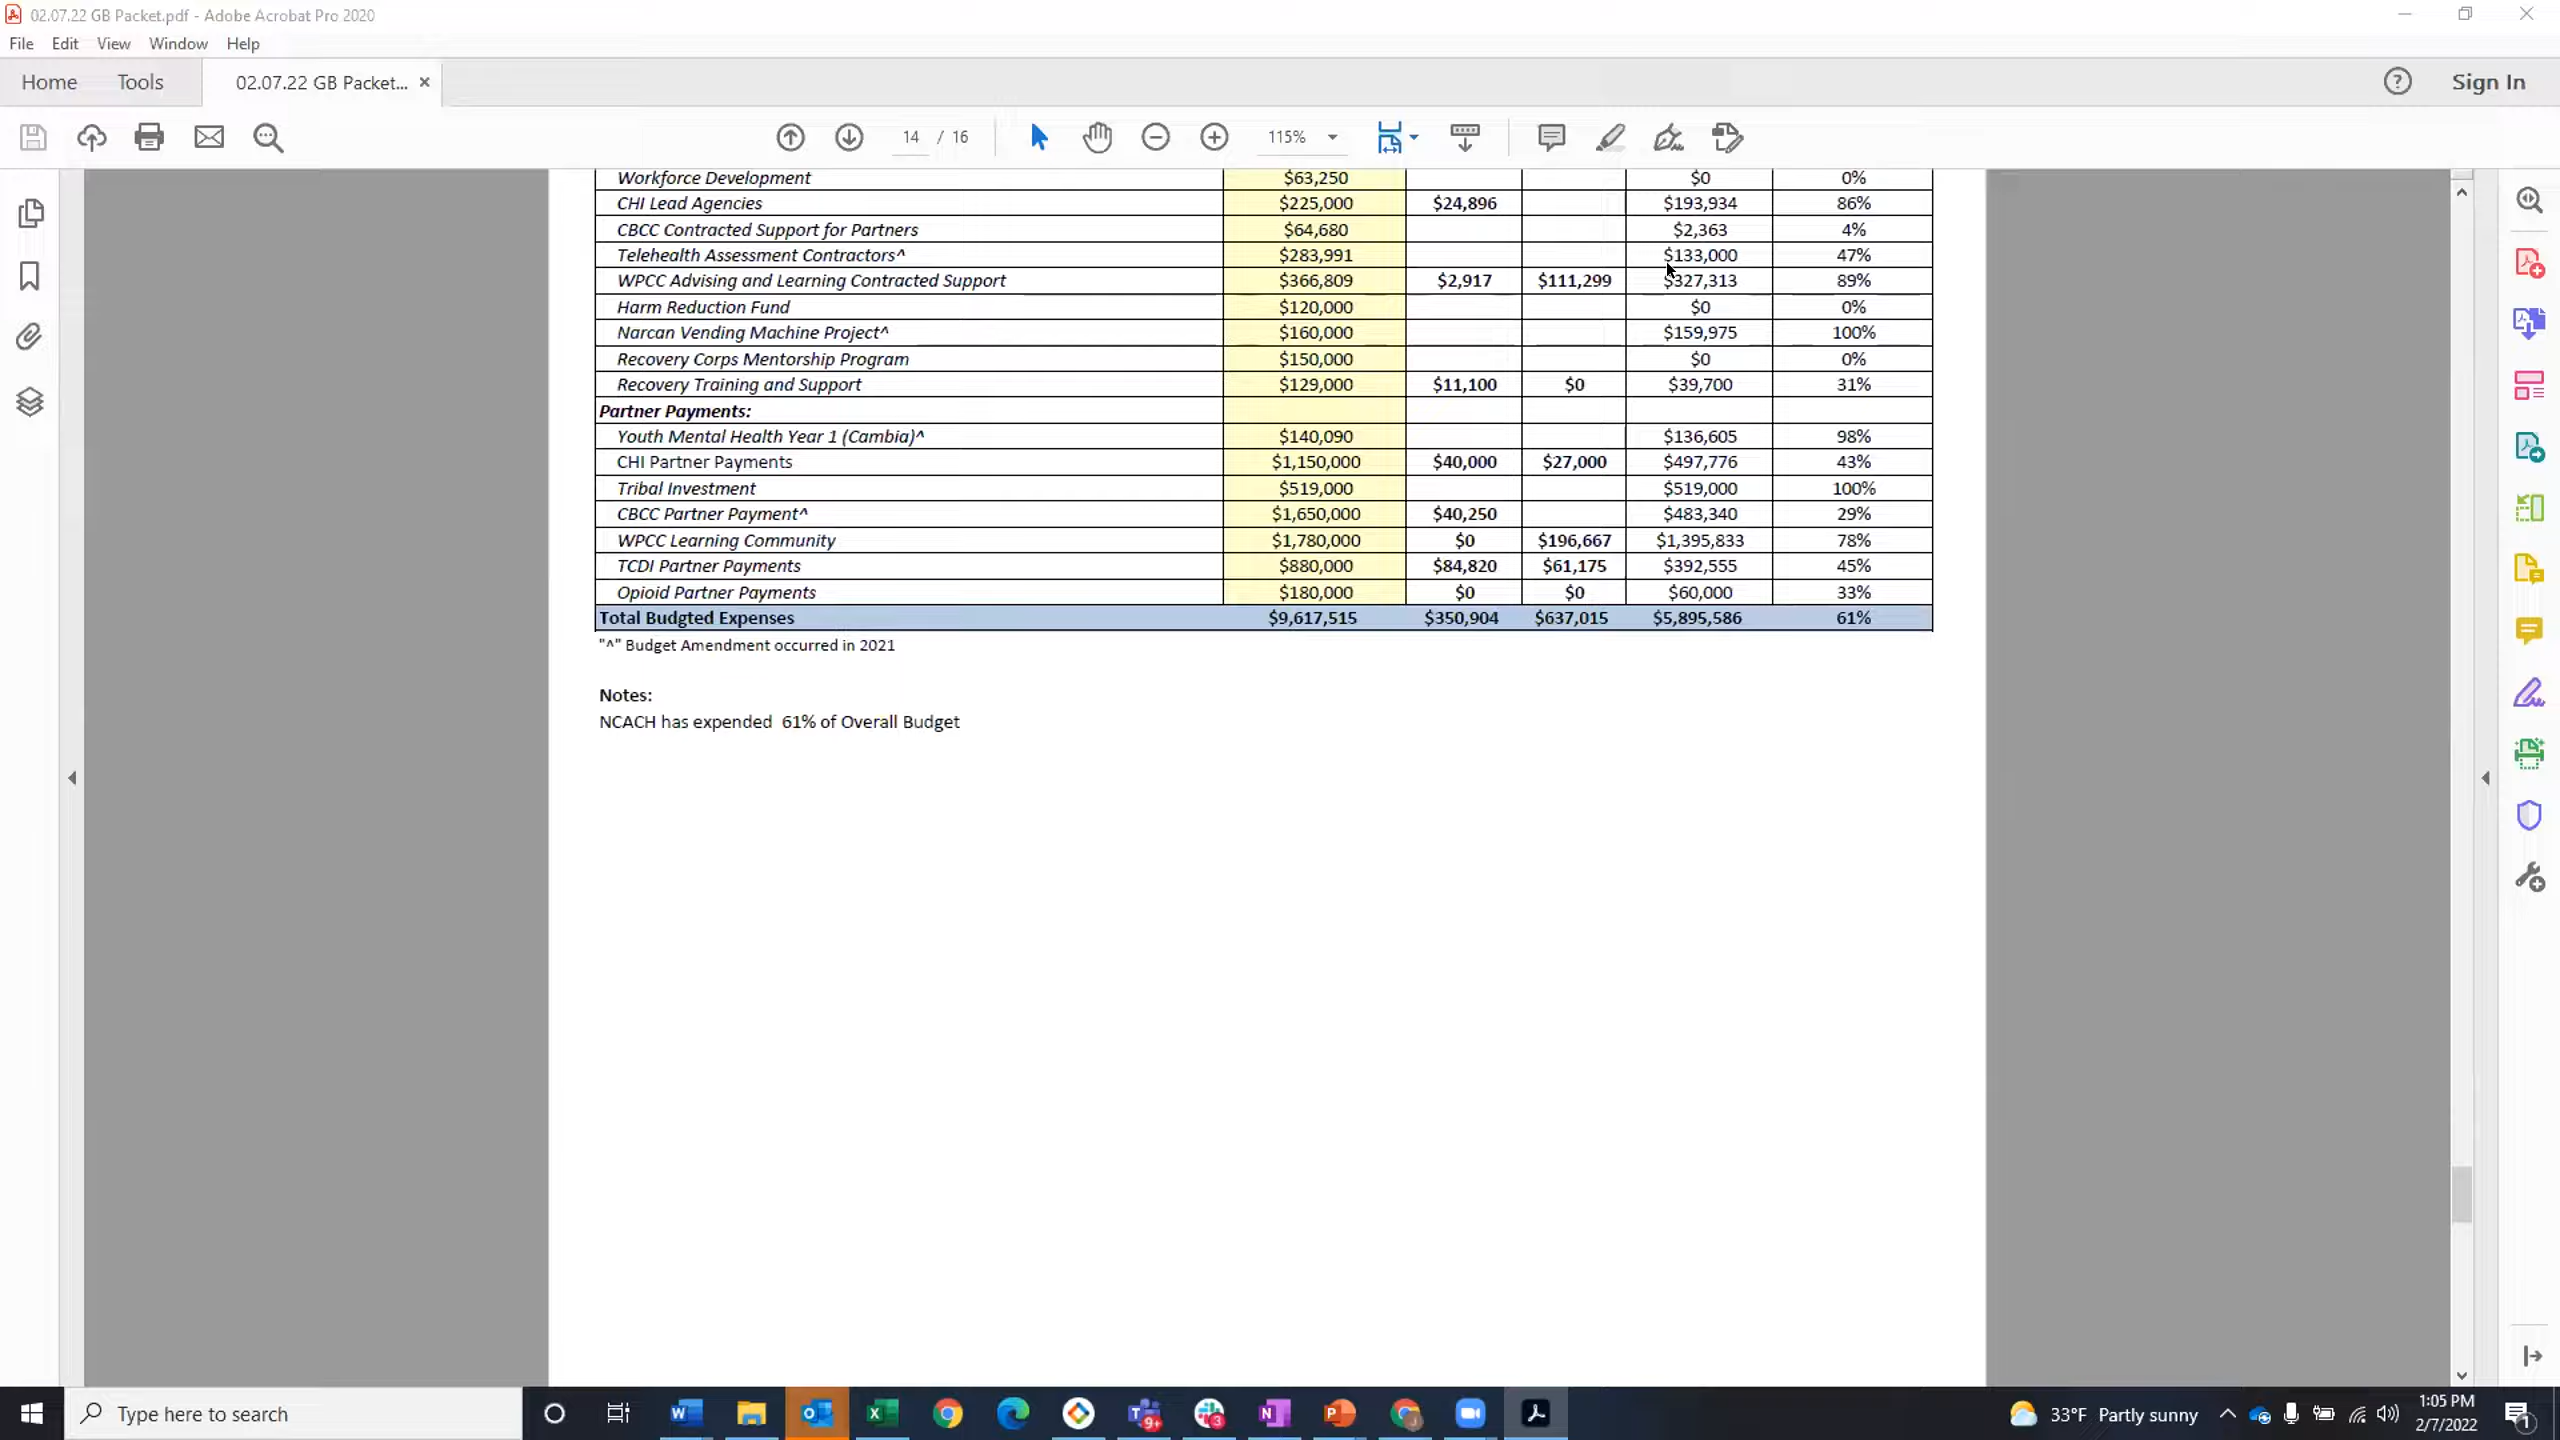 02.07.22 GB Packet.pdf - Adobe Acrobat Pro 2020
File Edit View Window Help
Home Tools 02.07.22 GB Packet... × Sign In
14 / 16 115%
Workforce Development $63,250 $0 0%
CHI Lead Agencies $225,000 $24,896 $193,934 86%
CBCC Contracted Support for Partners $64,680 $2,363 4%
Telehealth Assessment Contractors^ $283,991 $133,000 47%
WPCC Advising and Learning Contracted Support $366,809 $2,917 $111,299 $327,313 89%
Harm Reduction Fund $120,000 $0 0%
Narcan Vending Machine Project^ $160,000 $159,975 100%
Recovery Corps Mentorship Program $150,000 $0 0%
Recovery Training and Support $129,000 $11,100 $0 $39,700 31%
Partner Payments:
Youth Mental Health Year 1 (Cambia)^ $140,090 $136,605 98%
CHI Partner Payments $1,150,000 $40,000 $27,000 $497,776 43%
Tribal Investment $519,000 $519,000 100%
CBCC Partner Payment^ $1,650,000 $40,250 $483,340 29%
WPCC Learning Community $1,780,000 $0 $196,667 $1,395,833 78%
TCDI Partner Payments $880,000 $84,820 $61,175 $392,555 45%
Opioid Partner Payments $180,000 $0 $0 $60,000 33%
Total Budgted Expenses $9,617,515 $350,904 $637,015 $5,895,586 61%
"^" Budget Amendment occurred in 2021
Notes:
NCACH has expended 61% of Overall Budget
Type here to search 33°F Partly sunny 1:05 PM
2/7/2022